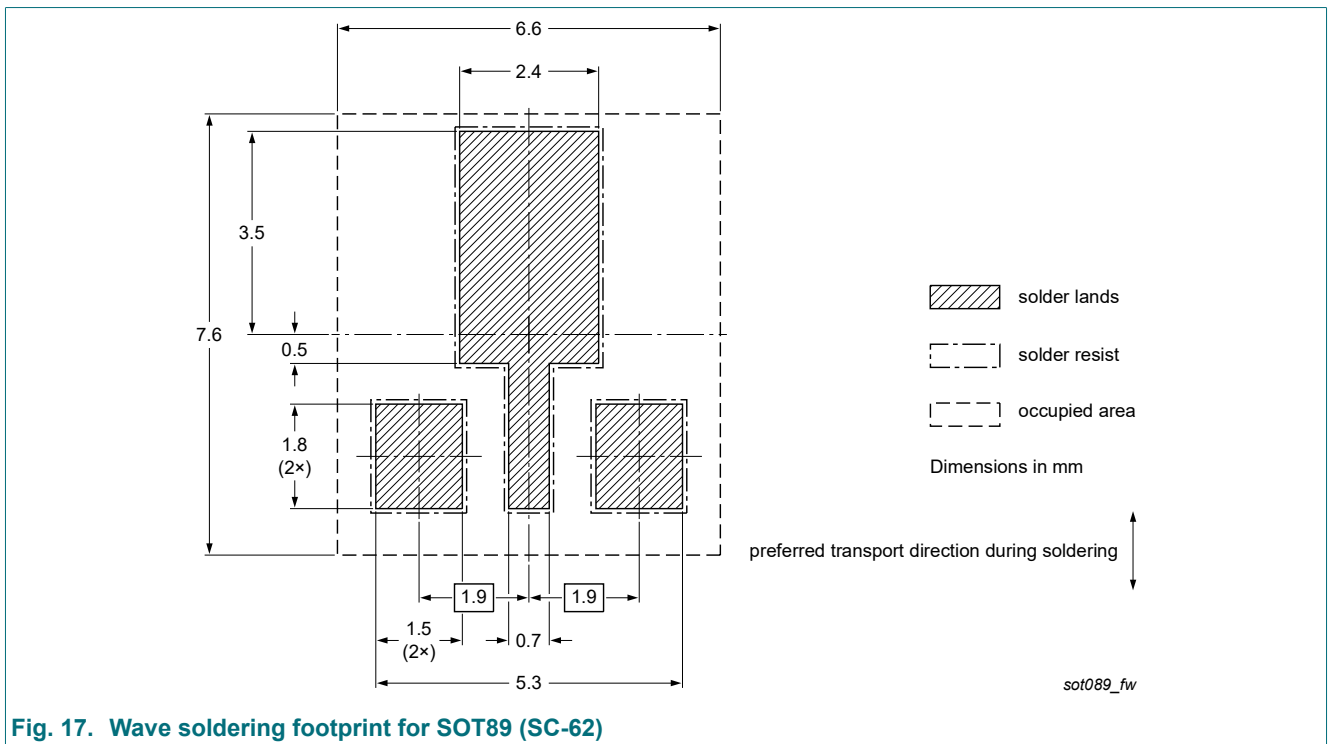 6.6
2.4
3.5
7.6
0.5
solder lands
solder resist
occupied area
1.8
(2×)
Dimensions in mm
preferred transport direction during soldering
1.9
1.9
1.5
(2×)
0.7
5.3
sot089_fw
Fig. 17. Wave soldering footprint for SOT89 (SC-62)